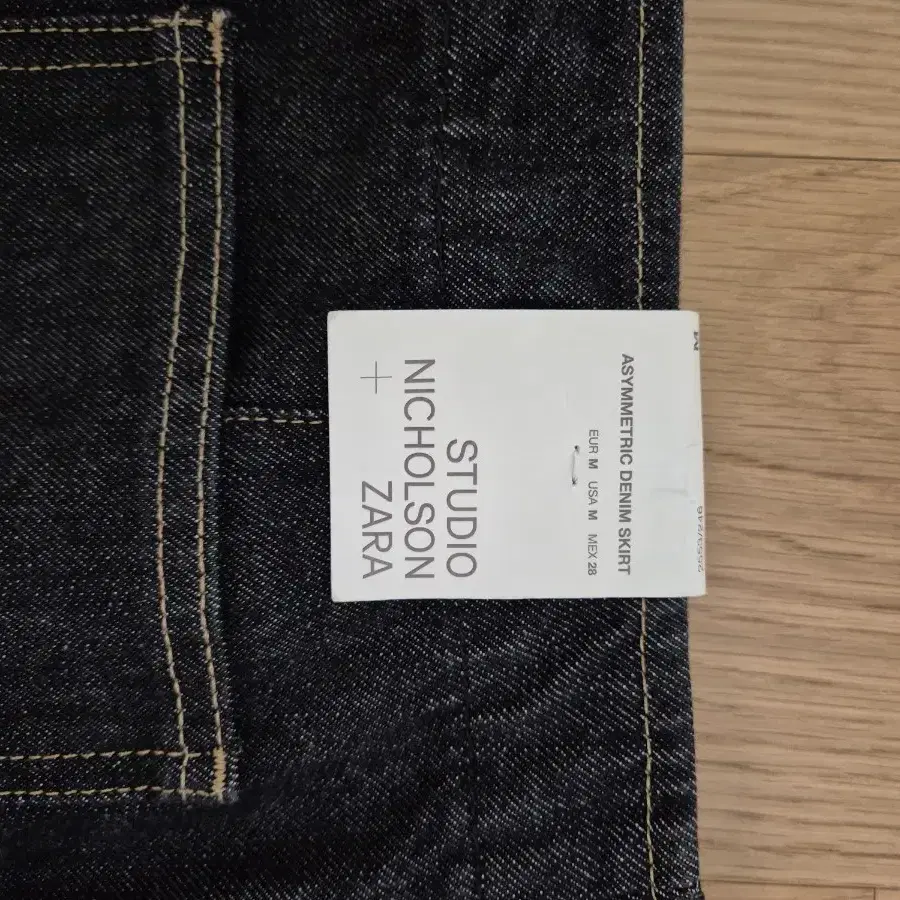 ASYMMETRIC DENIM SKIRT
EUR M USA M MEX 28
STUDIO
NICHOLSON
+ ZARA